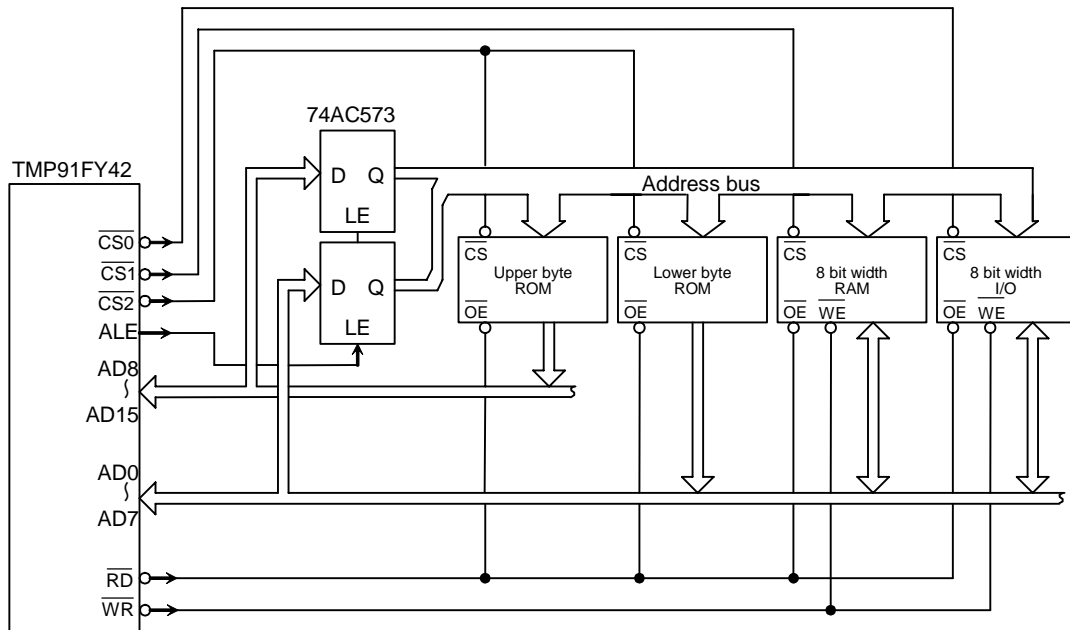 74AC573
TMP91FY42
D Q
LE
D Q
LE
Address bus
CS0
CS1
CS2
ALE
AD8
~
AD15
AD0
~
AD7
RD
WR
CS
Upper byte
ROM
OE
CS
Lower byte
ROM
OE
CS
8 bit width
RAM
OE WE
CS
8 bit width
I/O
OE WE